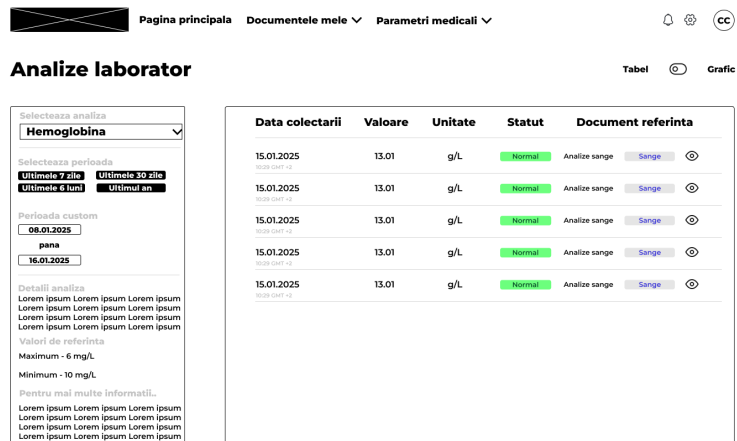 Pagina principala Documentele mele Parametri medicali CC
Analize laborator
Tabel Grafic
Selecteaza analiza
Hemoglobina
Selecteaza perioada
Ultimele 7 zile Ultimele 30 zile
Ultimele 6 luni Ultimul an
Perioada custom
08.01.2025
pana
16.01.2025
Detalii analiza
Lorem ipsum Lorem ipsum Lorem ipsum
Lorem ipsum Lorem ipsum Lorem ipsum
Lorem ipsum Lorem ipsum Lorem ipsum
Lorem ipsum Lorem ipsum Lorem ipsum
Valori de referinta
Maximum - 6 mg/L
Minimum - 10 mg/L
Pentru mai multe informatii..
Lorem ipsum Lorem ipsum Lorem ipsum
Lorem ipsum Lorem ipsum Lorem ipsum
Lorem ipsum Lorem ipsum Lorem ipsum
Lorem ipsum Lorem ipsum Lorem ipsum
Data colectarii Valoare Unitate Statut Document referinta
15.01.2025 13.01 g/L Normal Analize sange Sange
10:29 GMT +2
15.01.2025 13.01 g/L Normal Analize sange Sange
10:29 GMT +2
15.01.2025 13.01 g/L Normal Analize sange Sange
10:29 GMT +2
15.01.2025 13.01 g/L Normal Analize sange Sange
10:29 GMT +2
15.01.2025 13.01 g/L Normal Analize sange Sange
10:29 GMT +2